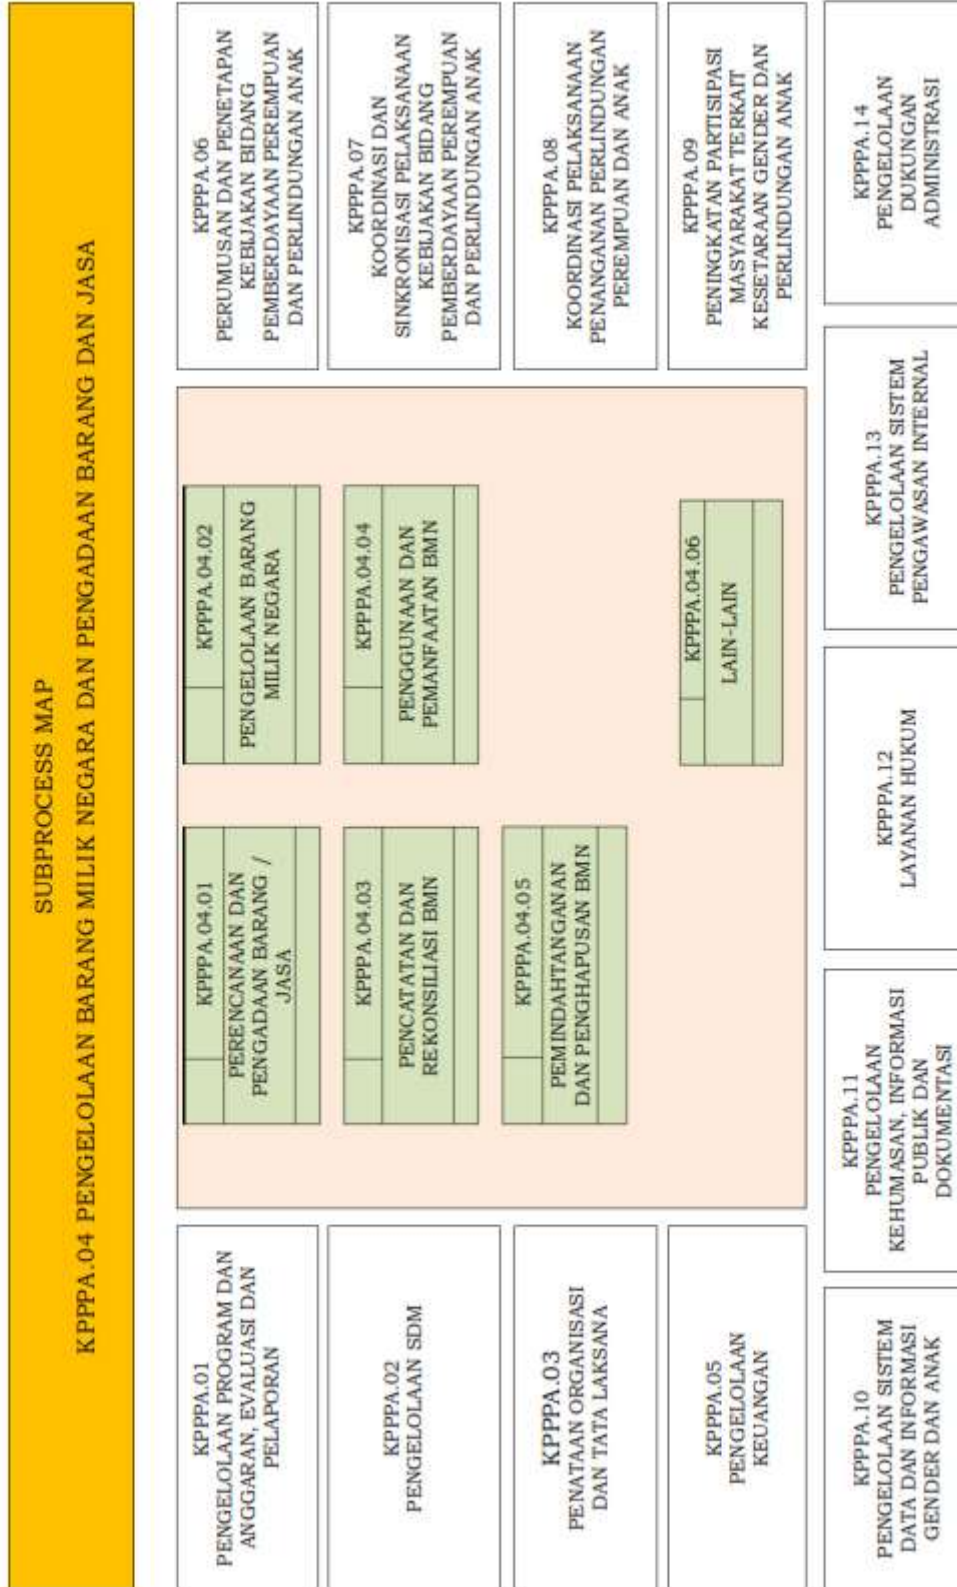 SUBPROCESS MAP
KPPPA.04 PENGELOLAAN BARANG MILIK NEGARA DAN PENGADAAN BARANG DAN JASA
KPPPA.01
PENGELOLAAN PROGRAM DAN
ANGGARAN, EVALUASI DAN
PELAPORAN
KPPPA.02
PENGELOLAAN SDM
KPPPA.03
PENATAAN ORGANISASI
DAN TATA LAKSANA
KPPPA.05
PENGELOLAAN
KEUANGAN
KPPPA.04.01
PERENCANAAN DAN
PENGADAAN BARANG /
JASA
KPPPA.04.02
PENGELOLAAN BARANG
MILIK NEGARA
KPPPA.04.03
PENCATATAN DAN
REKONSILIASI BMN
KPPPA.04.04
PENGGUNAAN DAN
PEMANFAATAN BMN
KPPPA.04.05
PEMINDAHTANGANAN
DAN PENGHAPUSAN BMN
KPPPA.04.06
LAIN-LAIN
KPPPA.06
PERUMUSAN DAN PENETAPAN
KEBIJAKAN BIDANG
PEMBERDAYAAN PEREMPUAN
DAN PERLINDUNGAN ANAK
KPPPA.07
KOORDINASI DAN
SINKRONISASI PELAKSANAAN
KEBIJAKAN BIDANG
PEMBERDAYAAN PEREMPUAN
DAN PERLINDUNGAN ANAK
KPPPA.08
KOORDINASI PELAKSANAAN
PENANGANAN PERLINDUNGAN
PEREMPUAN DAN ANAK
KPPPA.09
PENINGKATAN PARTISIPASI
MASYARAKAT TERKAIT
KESETARAAN GENDER DAN
PERLINDUNGAN ANAK
KPPPA.10
PENGELOLAAN SISTEM
DATA DAN INFORMASI
GENDER DAN ANAK
KPPPA.11
PENGELOLAAN
KEHUMASAN, INFORMASI
PUBLIK DAN
DOKUMENTASI
KPPPA.12
LAYANAN HUKUM
KPPPA.13
PENGELOLAAN SISTEM
PENGAWASAN INTERNAL
KPPPA.14
PENGELOLAAN
DUKUNGAN
ADMINISTRASI